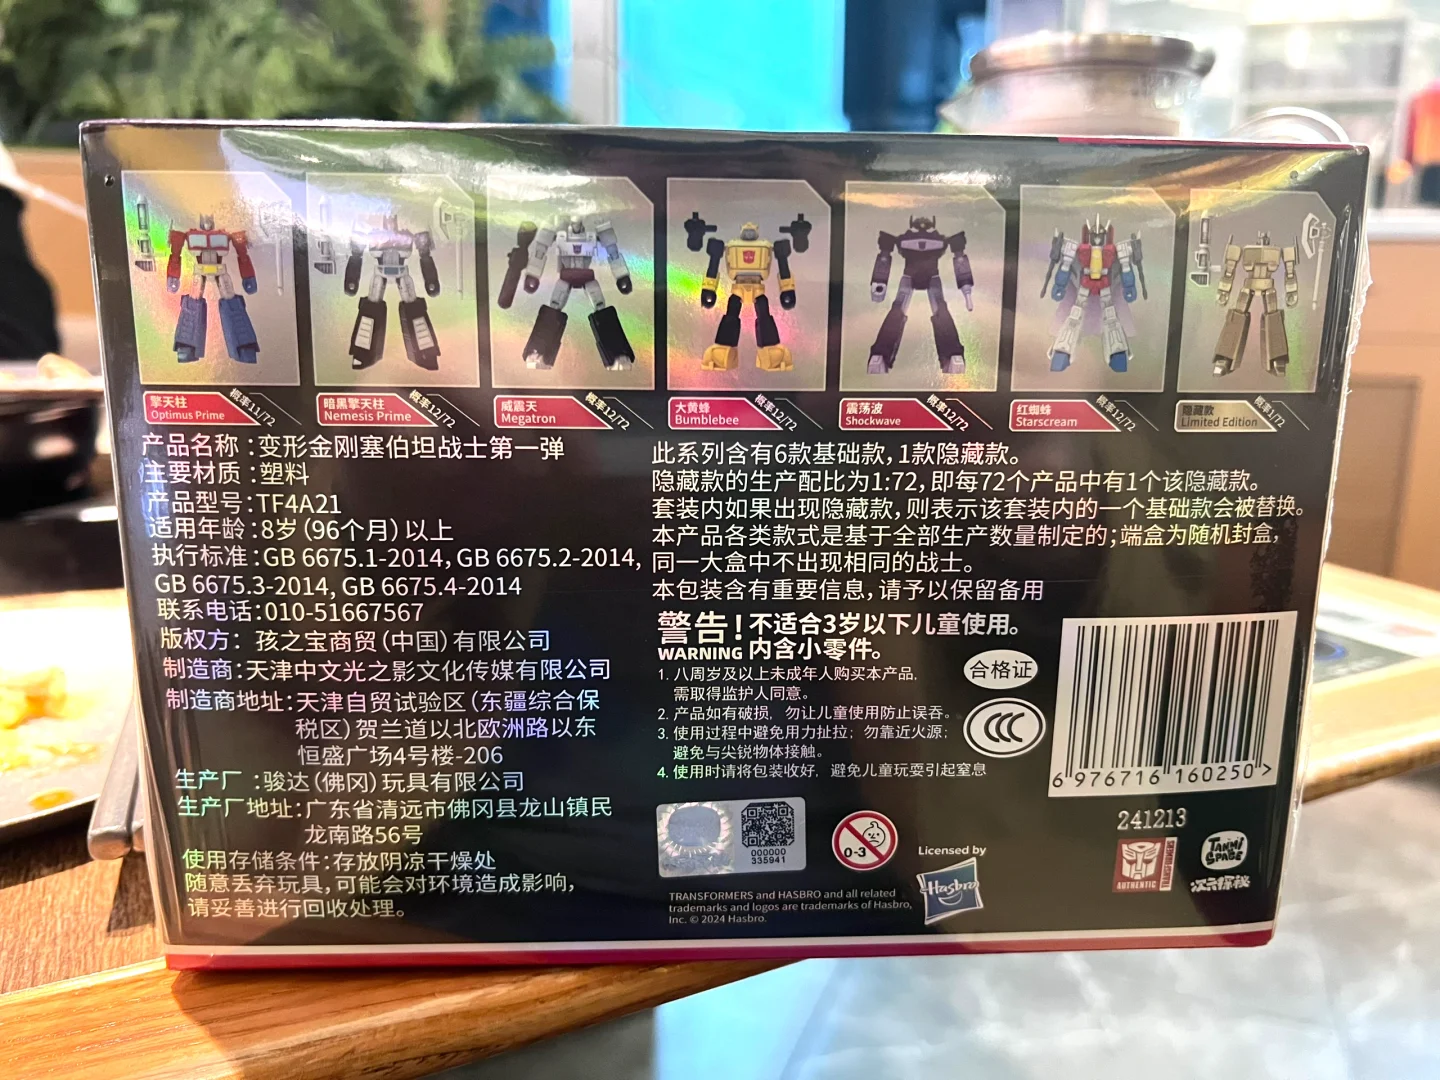 擎天柱
Optimus Prime
概率11/72
暗黑擎天柱
Nemesis Prime
概率12/72
威震天
Megatron
概率12/72
大黄蜂
Bumblebee
概率12/72
震荡波
Shockwave
概率12/72
红蜘蛛
Starscream
概率12/72
隐藏款
Limited Edition
概率1/72
产品名称：变形金刚塞伯坦战士第一弹
主要材质：塑料
产品型号：TF4A21
适用年龄：8岁（96个月）以上
执行标准：GB 6675.1-2014, GB 6675.2-2014,
GB 6675.3-2014, GB 6675.4-2014
联系电话：010-51667567
版权方：孩之宝商贸（中国）有限公司
制造商：天津中文光之影文化传媒有限公司
制造商地址：天津自贸试验区（东疆综合保
税区）贺兰道以北欧洲路以东
恒盛广场4号楼-206
生产厂：骏达（佛冈）玩具有限公司
生产厂地址：广东省清远市佛冈县龙山镇民
龙南路56号
使用存储条件：存放阴凉干燥处
随意丢弃玩具，可能会对环境造成影响，
请妥善进行回收处理。
此系列含有6款基础款，1款隐藏款。
隐藏款的生产配比为1:72，即每72个产品中有1个该隐藏款。
套装内如果出现隐藏款，则表示该套装内的一个基础款会被替换。
本产品各类款式是基于全部生产数量制定的；端盒为随机封盒，
同一大盒中不出现相同的战士。
本包装含有重要信息，请予以保留备用
警告！不适合3岁以下儿童使用。
WARNING 内含小零件。
1. 八周岁及以上未成年人购买本产品，
需取得监护人同意。
2. 产品如有破损，勿让儿童使用防止误吞。
3. 使用过程中避免用力扯拉；勿靠近火源；
避免与尖锐物体接触。
4. 使用时请将包装收好，避免儿童玩耍引起窒息
合格证
CCC
6 976716 160250 >
241213
000000
335941
0-3
Licensed by
Hasbro
TRANSFORMERS and HASBRO and all related
trademarks and logos are trademarks of Hasbro,
Inc. © 2024 Hasbro.
AUTHENTIC
TRANSFORMERS
TANMI
SPACE
次元探秘